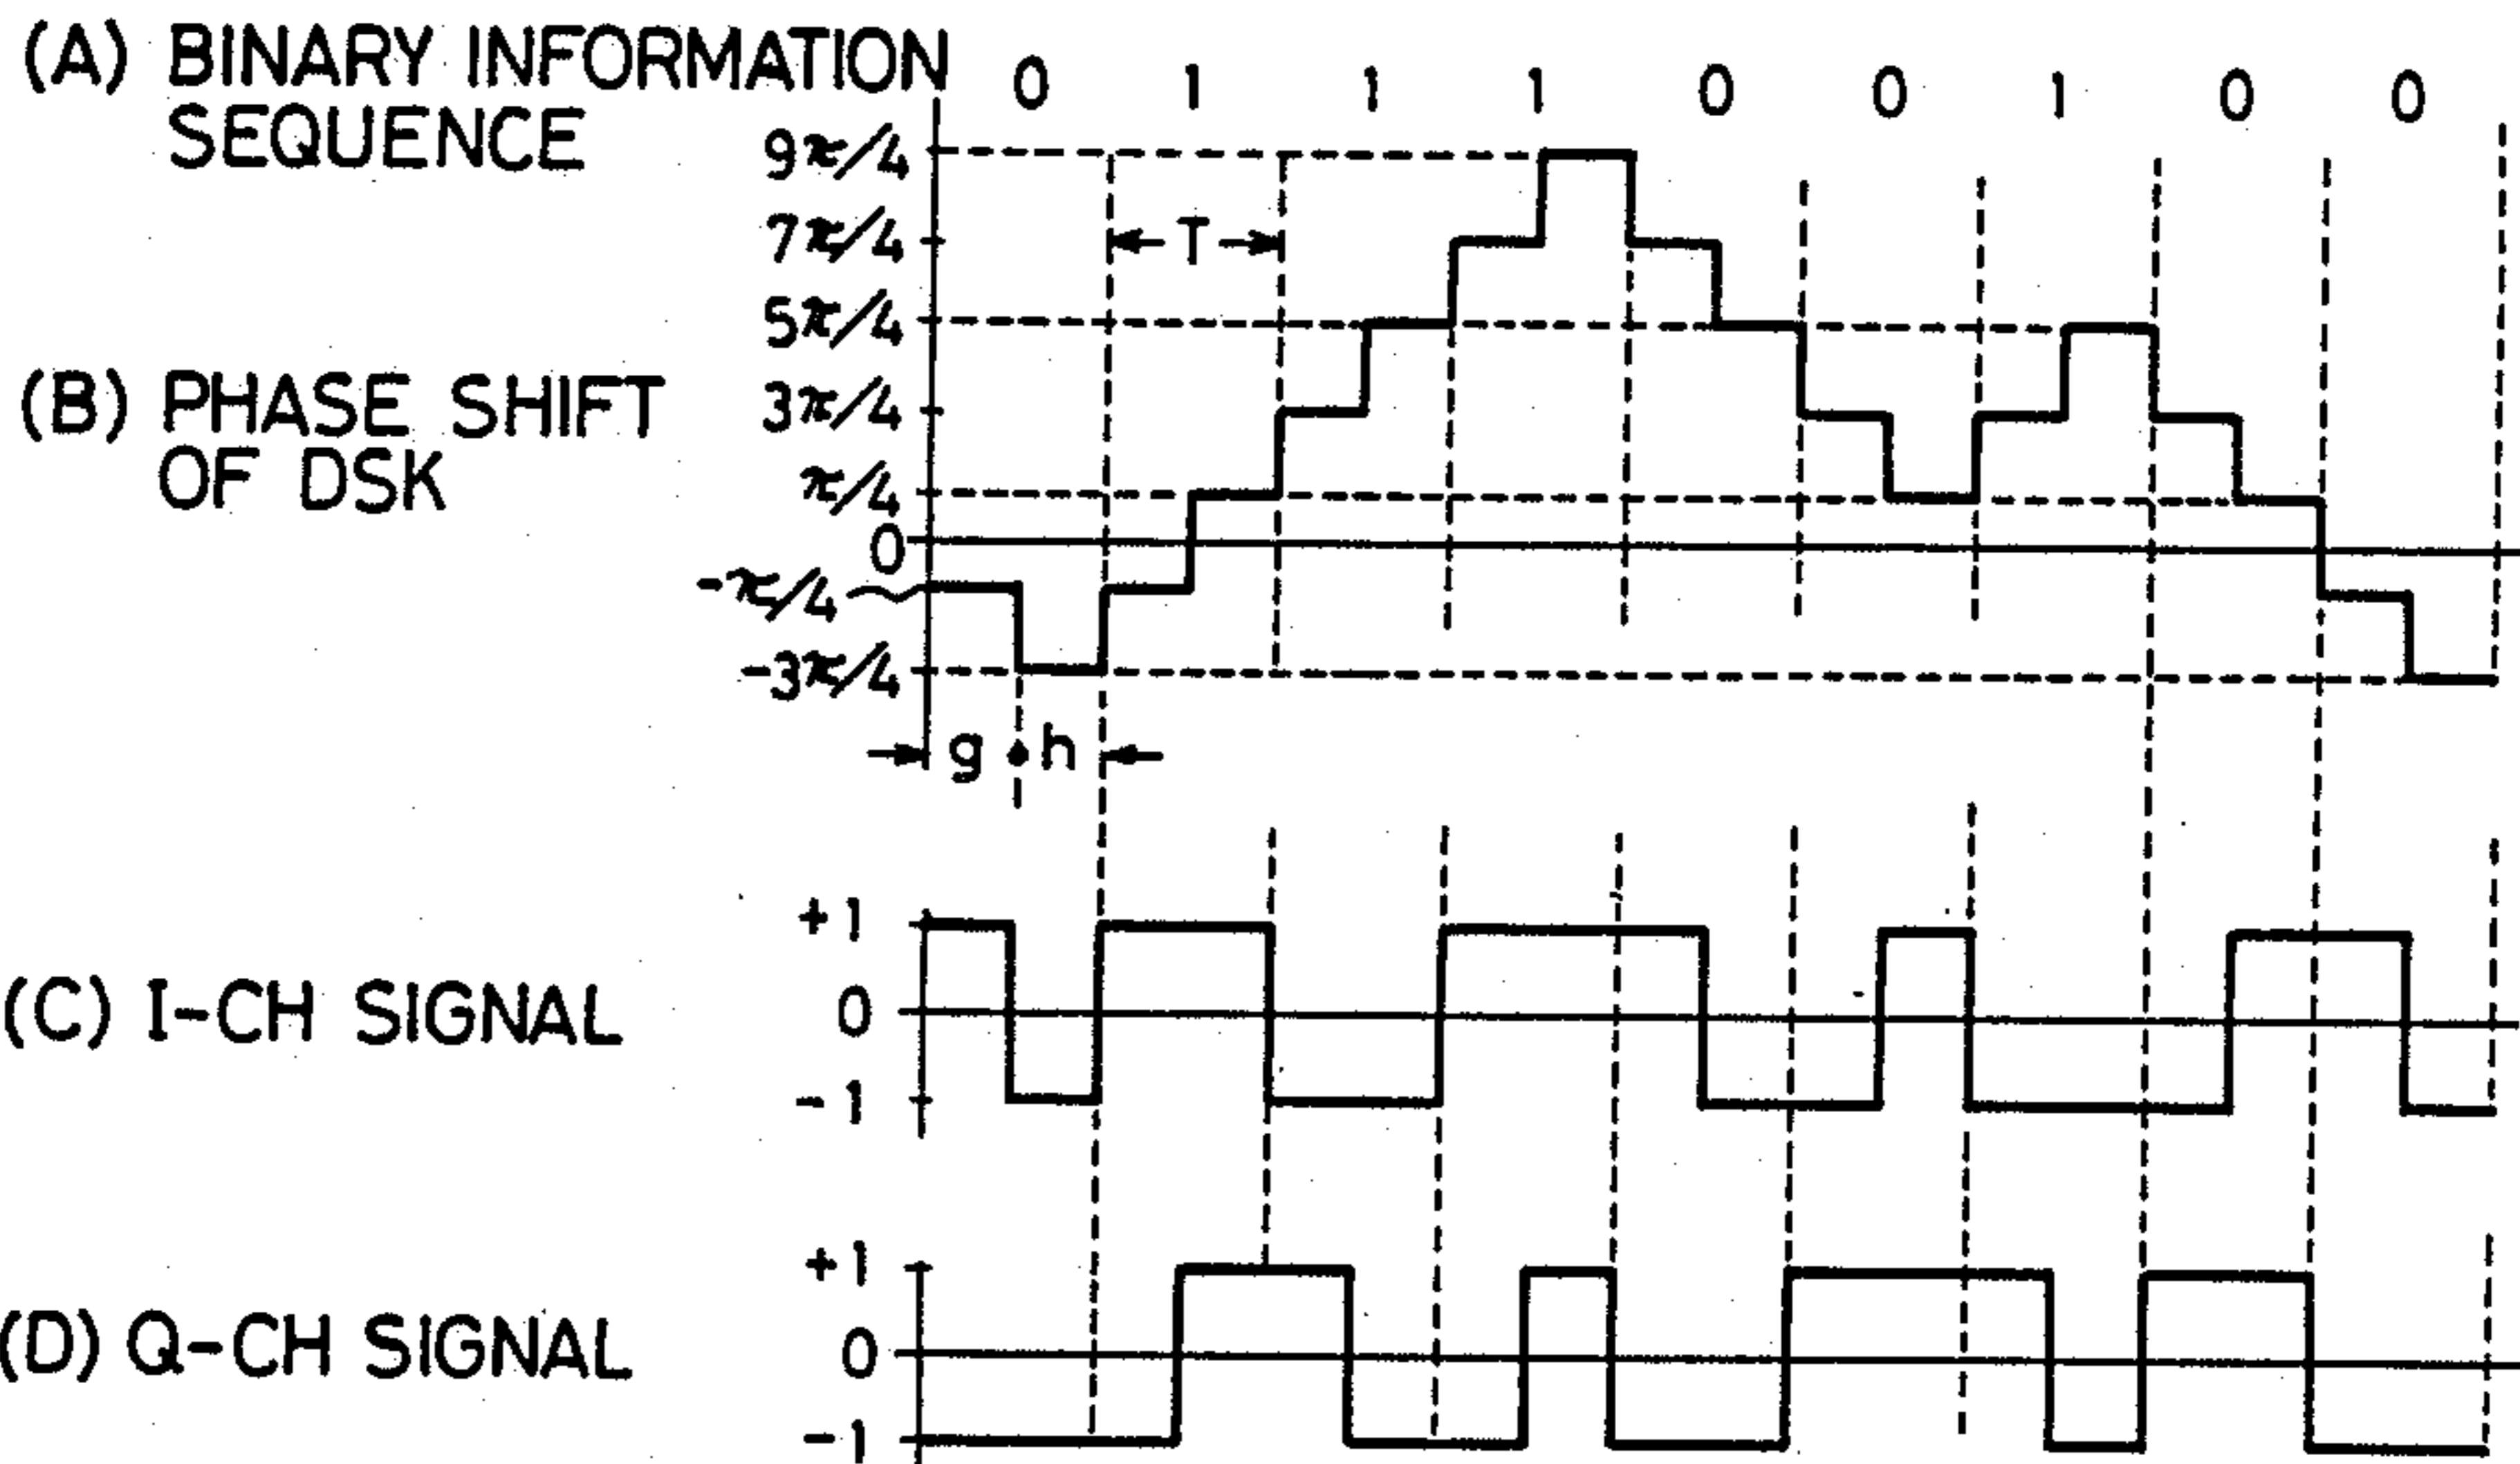 (A) BINARY INFORMATION SEQUENCE
0 1 1 1 0 0 1 0 0
9π/4
7π/4
T
5π/4
(B) PHASE SHIFT OF DSK
3π/4
π/4
0
-π/4
-3π/4
g h
+1
(C) I-CH SIGNAL
0
-1
+1
(D) Q-CH SIGNAL
0
-1